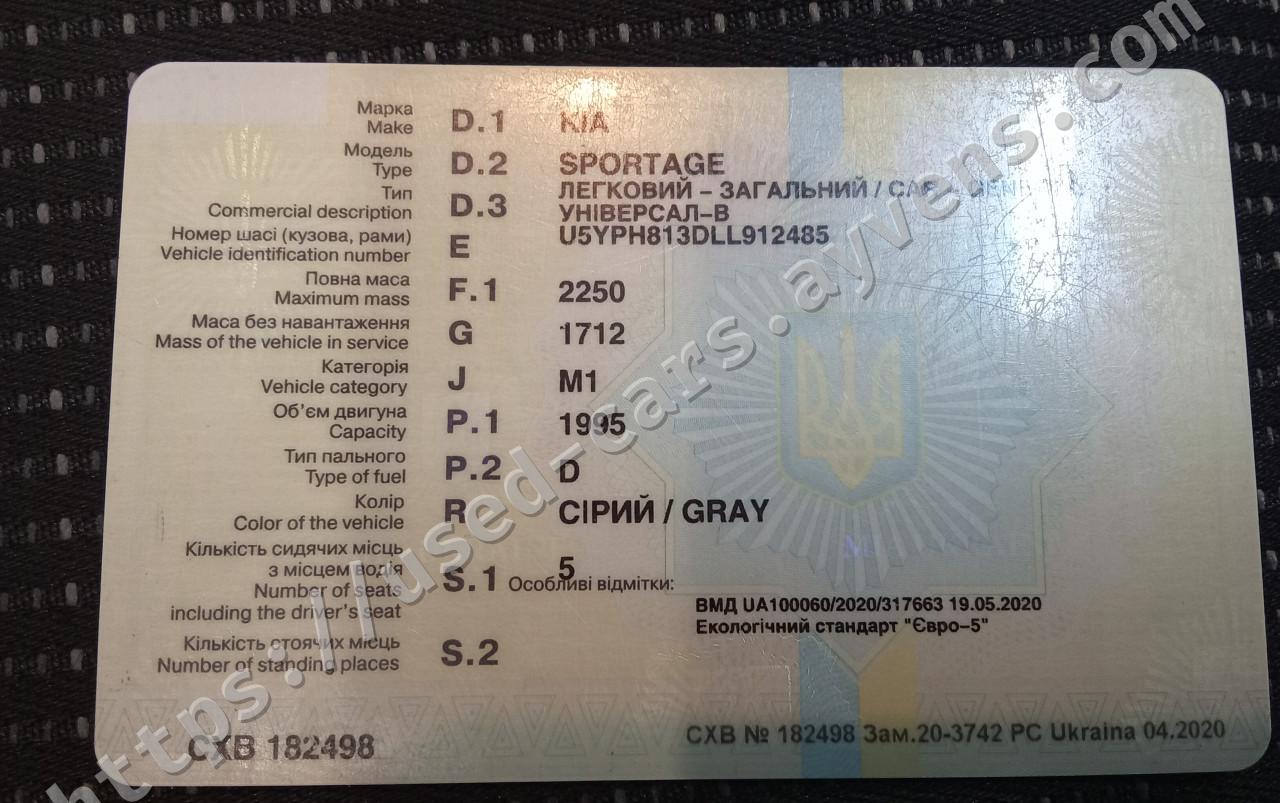 Марка
Make D.1 KIA
Модель
Type D.2 SPORTAGE
Тип
Commercial description D.3 ЛЕГКОВИЙ – ЗАГАЛЬНИЙ /
УНІВЕРСАЛ–В
Номер шасі (кузова, рами)
Vehicle identification number E U5YPH813DLL912485
Повна маса
Maximum mass F.1 2250
Маса без навантаження
Mass of the vehicle in service G 1712
Категорія
Vehicle category J M1
Об'єм двигуна
Capacity P.1 1995
Тип пального
Type of fuel P.2 D
Колір
Color of the vehicle R СІРИЙ / GRAY
Кількість сидячих місць
з місцем водія
Number of seats
including the driver's seat S.1 5
Особливі відмітки:
ВМД UA100060/2020/317663 19.05.2020
Екологічний стандарт "Євро–5"
Кількість стоячих місць
Number of standing places S.2
СХВ 182498
СХВ № 182498 Зам.20-3742 PC Ukraina 04.2020
https://used-cars.ayvens.com